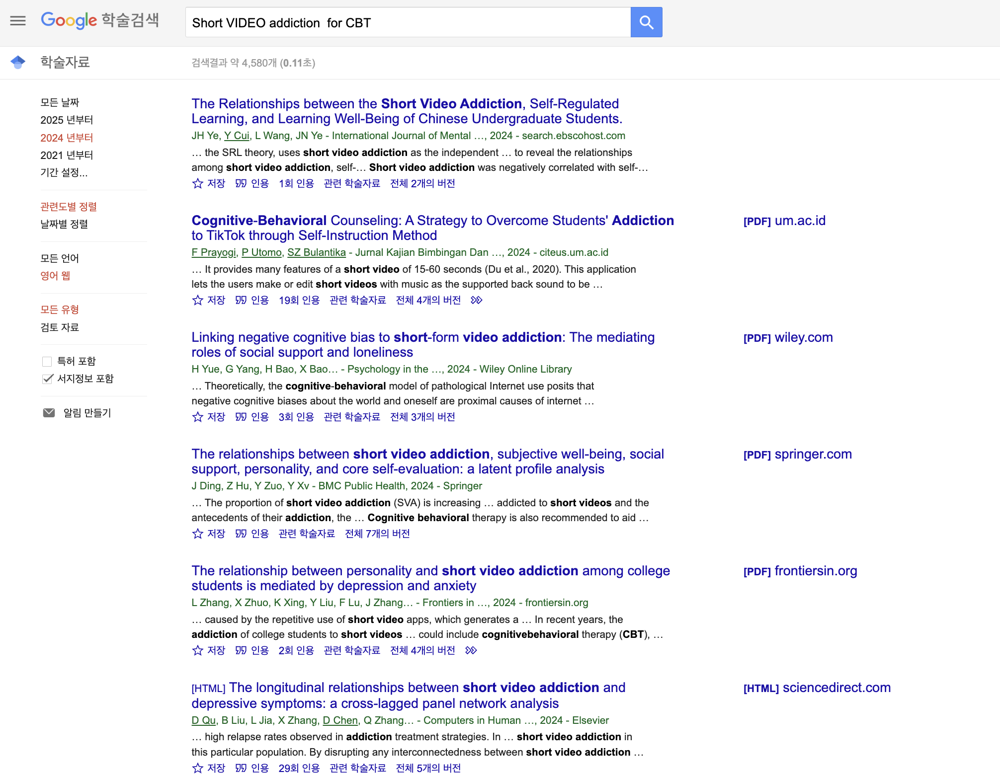 Google 학술검색
Short VIDEO addiction  for CBT
학술자료
검색결과 약 4,580개 (0.11초)
모든 날짜
2025 년부터
2024 년부터
2021 년부터
기간 설정...
관련도별 정렬
날짜별 정렬
모든 언어
영어 웹
모든 유형
검토 자료
특허 포함
서지정보 포함
알림 만들기
The Relationships between the Short Video Addiction, Self-Regulated
Learning, and Learning Well-Being of Chinese Undergraduate Students.
JH Ye, Y Cui, L Wang, JN Ye - International Journal of Mental …, 2024 - search.ebscohost.com
… the SRL theory, uses short video addiction as the independent … to reveal the relationships
among short video addiction, self-… Short video addiction was negatively correlated with self-…
저장 인용 1회 인용 관련 학술자료 전체 2개의 버전
Cognitive-Behavioral Counseling: A Strategy to Overcome Students' Addiction
to TikTok through Self-Instruction Method
F Prayogi, P Utomo, SZ Bulantika - Jurnal Kajian Bimbingan Dan …, 2024 - citeus.um.ac.id
… It provides many features of a short video of 15-60 seconds (Du et al., 2020). This application
lets the users make or edit short videos with music as the supported back sound to be …
저장 인용 19회 인용 관련 학술자료 전체 4개의 버전
[PDF] um.ac.id
Linking negative cognitive bias to short-form video addiction: The mediating
roles of social support and loneliness
H Yue, G Yang, H Bao, X Bao… - Psychology in the …, 2024 - Wiley Online Library
… Theoretically, the cognitive-behavioral model of pathological Internet use posits that
negative cognitive biases about the world and oneself are proximal causes of internet …
저장 인용 3회 인용 관련 학술자료 전체 3개의 버전
[PDF] wiley.com
The relationships between short video addiction, subjective well-being, social
support, personality, and core self-evaluation: a latent profile analysis
J Ding, Z Hu, Y Zuo, Y Xv - BMC Public Health, 2024 - Springer
… The proportion of short video addiction (SVA) is increasing … addicted to short videos and the
antecedents of their addiction, the … Cognitive behavioral therapy is also recommended to aid …
저장 인용 관련 학술자료 전체 7개의 버전
[PDF] springer.com
The relationship between personality and short video addiction among college
students is mediated by depression and anxiety
L Zhang, X Zhuo, K Xing, Y Liu, F Lu, J Zhang… - Frontiers in …, 2024 - frontiersin.org
… caused by the repetitive use of short video apps, which generates a … In recent years, the
addiction of college students to short videos … could include cognitivebehavioral therapy (CBT), …
저장 인용 2회 인용 관련 학술자료 전체 4개의 버전
[PDF] frontiersin.org
[HTML] The longitudinal relationships between short video addiction and
depressive symptoms: a cross-lagged panel network analysis
D Qu, B Liu, L Jia, X Zhang, D Chen, Q Zhang… - Computers in Human …, 2024 - Elsevier
… high relapse rates observed in addiction treatment strategies. In … short video addiction in
this particular population. By disrupting any interconnectedness between short video addiction …
저장 인용 29회 인용 관련 학술자료 전체 5개의 버전
[HTML] sciencedirect.com